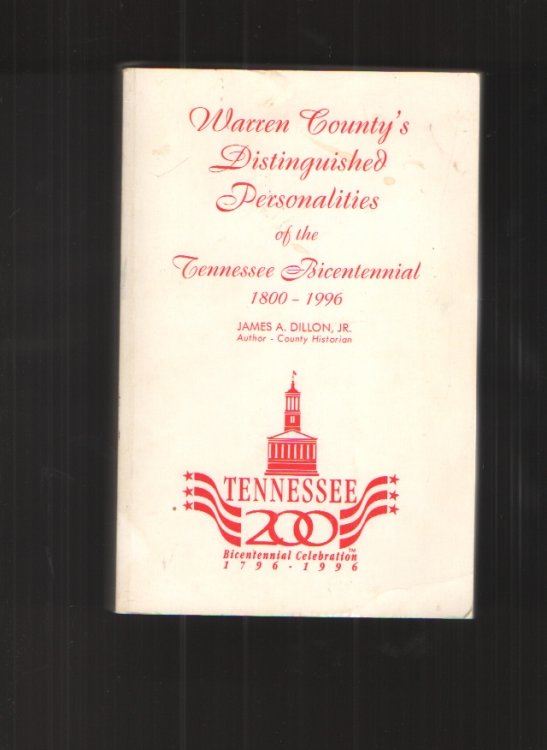 Warren County's
Distinguished
Personalities
of the
Tennessee Bicentennial
1800 - 1996
JAMES A. DILLON, JR.
Author - County Historian
TENNESSEE
200
TM
Bicentennial Celebration
1796-1996